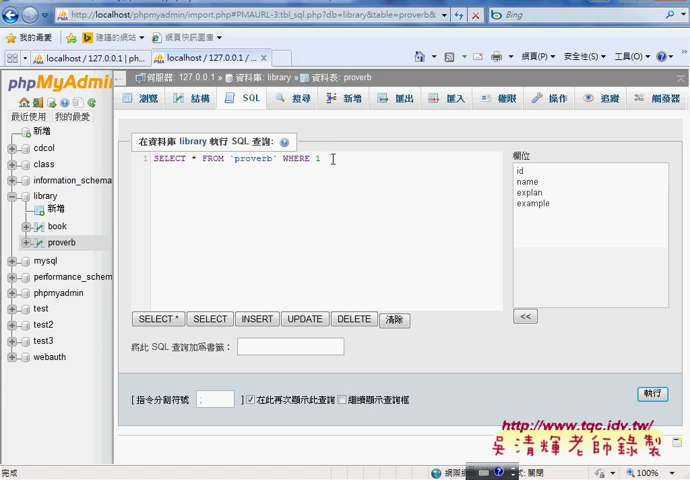 http://localhost/phpmyadmin/import.php#PMAURL-3:tbl_sql.php?db=library&table=proverb&
Bing
我的最愛
建議的網站
網頁快訊圖庫
localhost / 127.0.0.1 | ph...
localhost / 127.0.0.1 / ...
網頁(P)
安全性(S)
工具(O)
phpMyAdmin
最近使用 我的最愛
新增
cdcol
class
information_schema
library
新增
book
proverb
mysql
performance_schem
phpmyadmin
test
test2
test3
webauth
伺服器: 127.0.0.1 » 資料庫: library » 資料表: proverb
瀏覽 結構 SQL 搜尋 新增 匯出 匯入 權限 操作 追蹤 觸發器
在資料庫 library 執行 SQL 查詢:
1 SELECT * FROM `proverb` WHERE 1
欄位
id
name
explan
example
SELECT * SELECT INSERT UPDATE DELETE 清除
<<
將此 SQL 查詢加為書籤:
[ 指令分割符號 ; ] 在此再次顯示此查詢 繼續顯示查詢框
執行
http://www.tqc.idv.tw/
吳清輝老師錄製
完成
關閉
100%